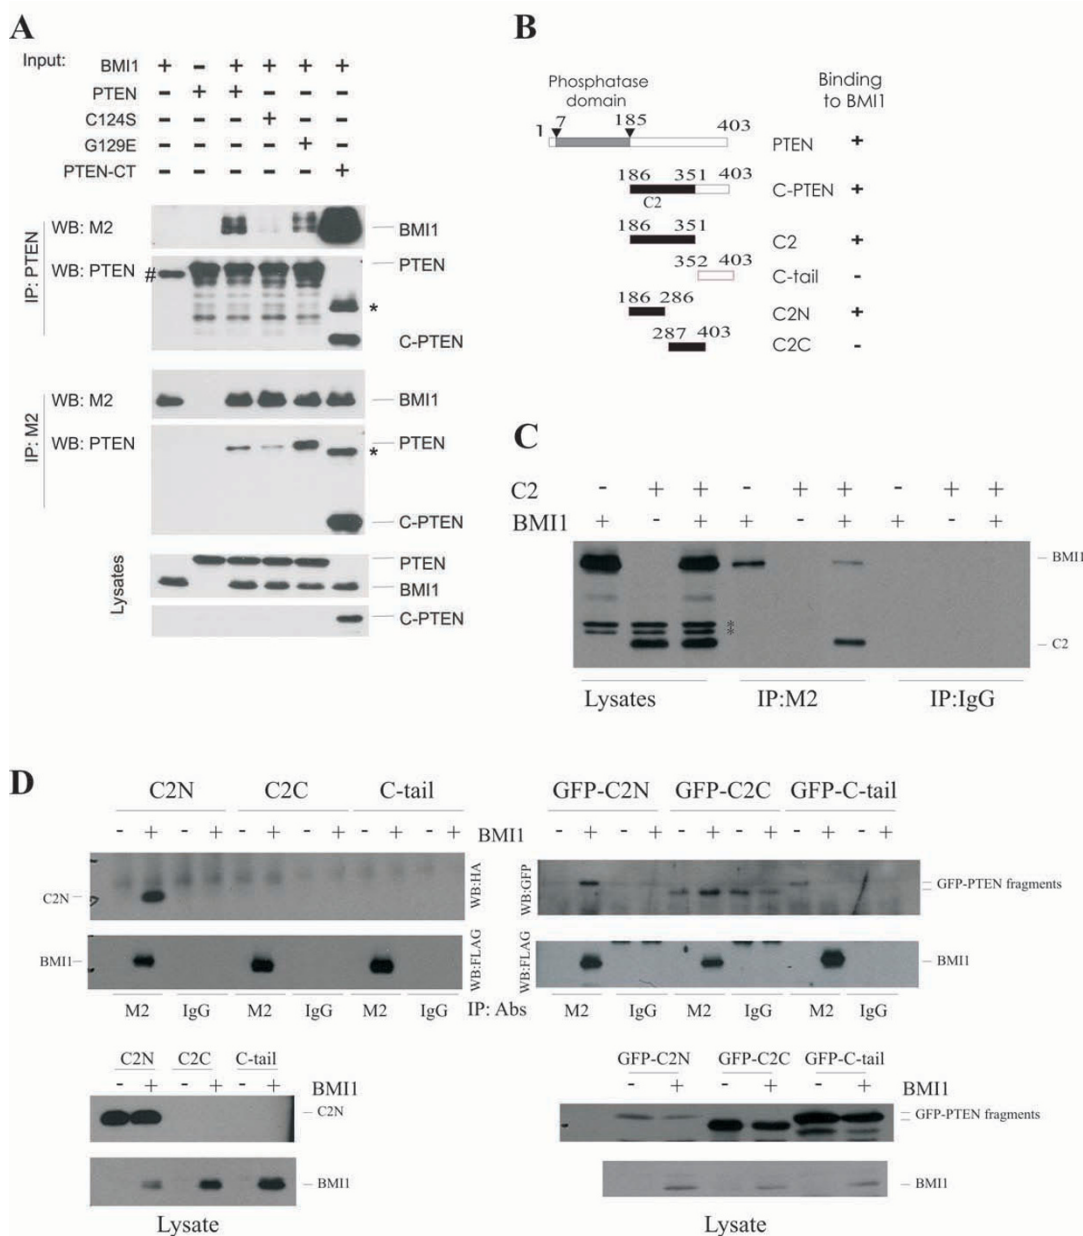 A
Input: BMI1 + - + + + +
PTEN - + + - - -
C124S - - - + - -
G129E - - - - + -
PTEN-CT - - - - - +
IP: PTEN
WB: M2
BMI1
WB: PTEN
#
PTEN
*
C-PTEN
IP: M2
WB: M2
BMI1
WB: PTEN
PTEN
*
C-PTEN
Lysates
PTEN
BMI1
C-PTEN
B
Phosphatase domain
Binding to BMI1
1 7 185 403 PTEN +
186 351 403 C-PTEN +
C2
186 351 C2 +
352 403 C-tail -
186 286 C2N +
287 403 C2C -
C
C2 - + + - + + - + +
BMI1 + - + + - + + - +
BMI1
*
*
C2
Lysates IP:M2 IP:IgG
D
C2N C2C C-tail
- + - + - + - + - + - + BMI1
C2N
WB:HA
BMI1
WB:FLAG
M2 IgG M2 IgG M2 IgG IP: Abs
GFP-C2N GFP-C2C GFP-C-tail
- + - + - + - + - + - +
WB:GFP
GFP-PTEN fragments
WB:FLAG
BMI1
M2 IgG M2 IgG M2 IgG
C2N C2C C-tail
- + - + - + BMI1
C2N
BMI1
Lysate
GFP-C2N GFP-C2C GFP-C-tail
- + - + - + BMI1
GFP-PTEN fragments
BMI1
Lysate